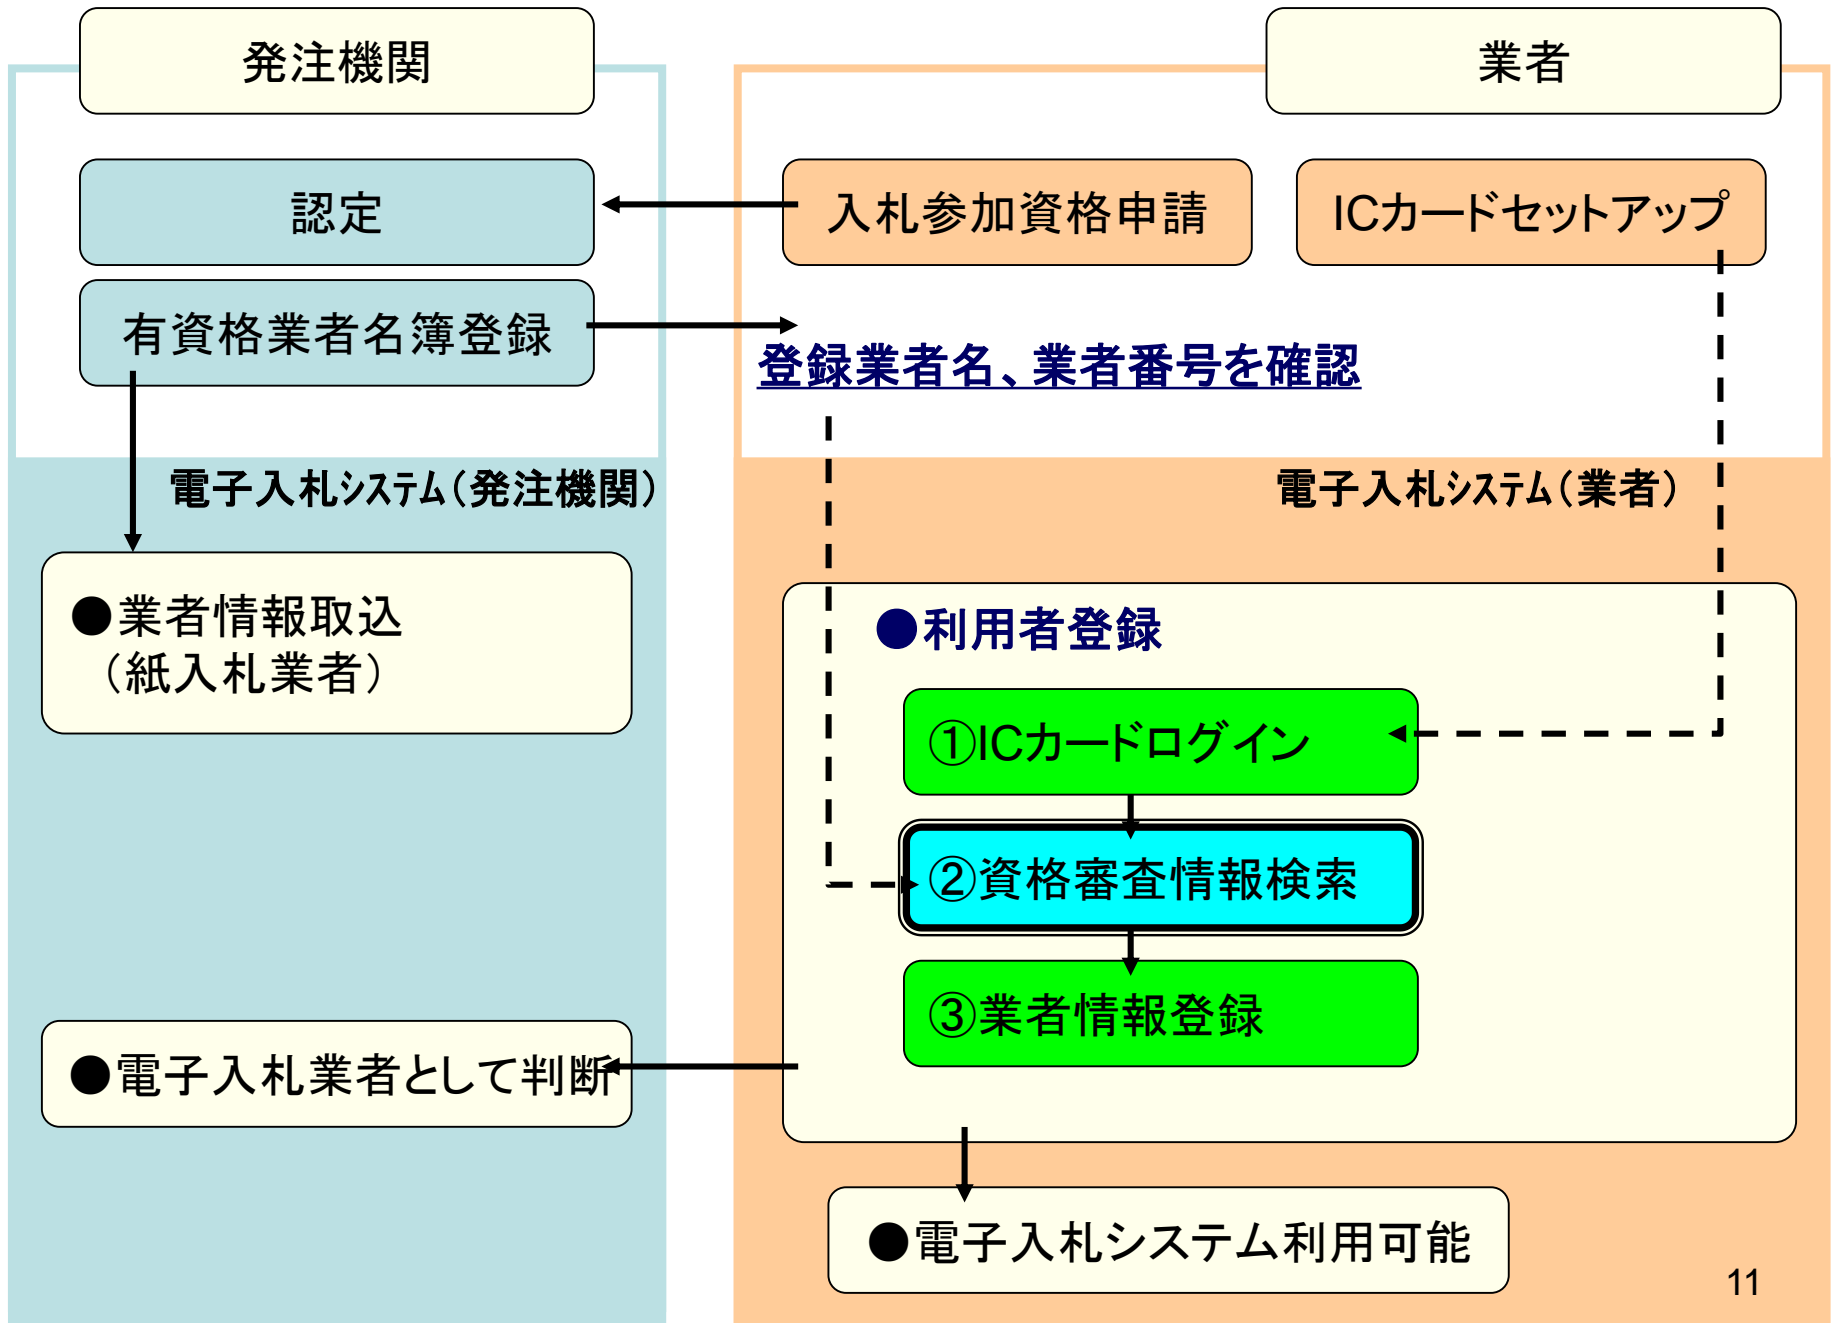 発注機関
業者
認定
入札参加資格申請
ICカードセットアップ
有資格業者名簿登録
登録業者名、業者番号を確認
電子入札ｼｽﾃﾑ（発注機関）
電子入札ｼｽﾃﾑ（業者）
●業者情報取込
（紙入札業者）
●利用者登録
①ICカードログイン
②資格審査情報検索
③業者情報登録
●電子入札業者として判断
●電子入札システム利用可能
11